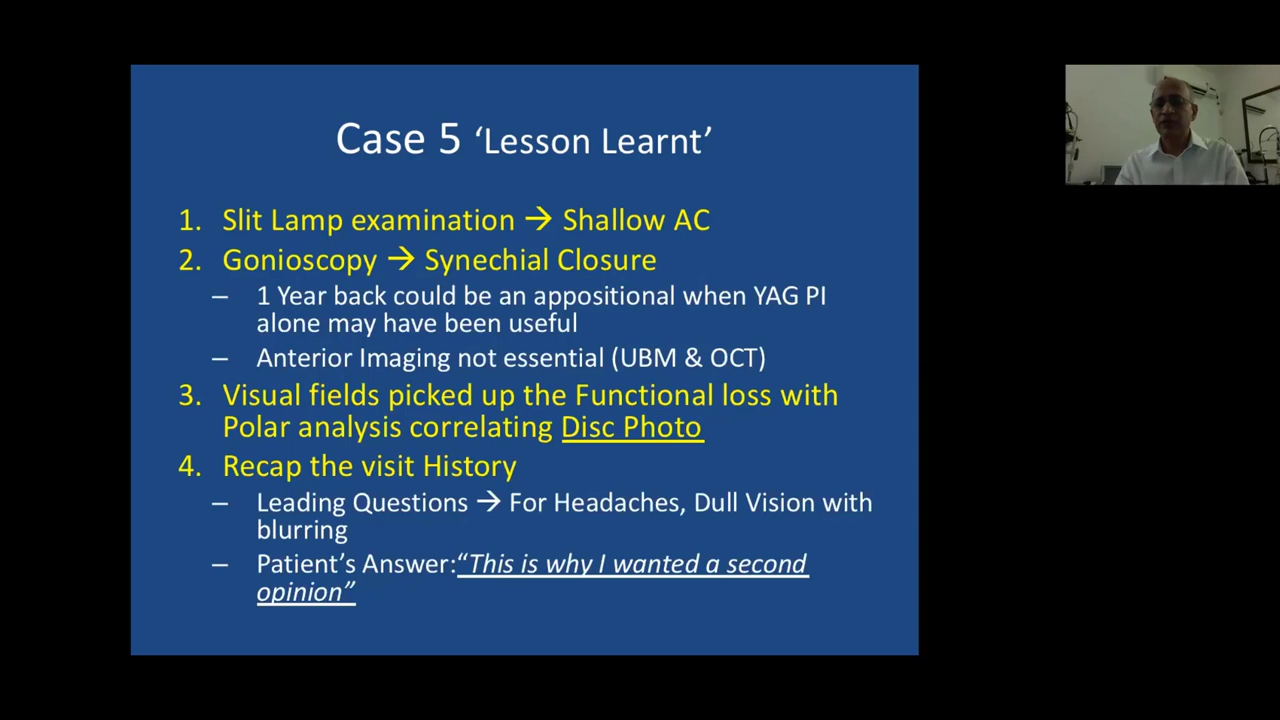 Case 5 ‘Lesson Learnt’
1. Slit Lamp examination → Shallow AC
2. Gonioscopy → Synechial Closure
– 1 Year back could be an appositional when YAG PI
alone may have been useful
– Anterior Imaging not essential (UBM & OCT)
3. Visual fields picked up the Functional loss with
Polar analysis correlating Disc Photo
4. Recap the visit History
– Leading Questions → For Headaches, Dull Vision with
blurring
– Patient’s Answer:“This is why I wanted a second
opinion”